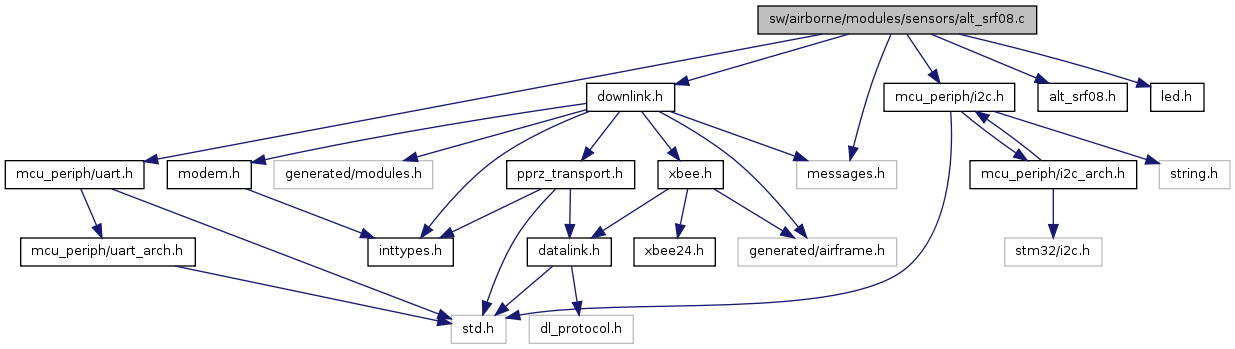 sw/airborne/modules/sensors/alt_srf08.c
downlink.h
mcu_periph/i2c.h
alt_srf08.h
led.h
mcu_periph/uart.h
modem.h
generated/modules.h
pprz_transport.h
xbee.h
messages.h
mcu_periph/i2c_arch.h
string.h
mcu_periph/uart_arch.h
inttypes.h
datalink.h
xbee24.h
generated/airframe.h
stm32/i2c.h
std.h
dl_protocol.h